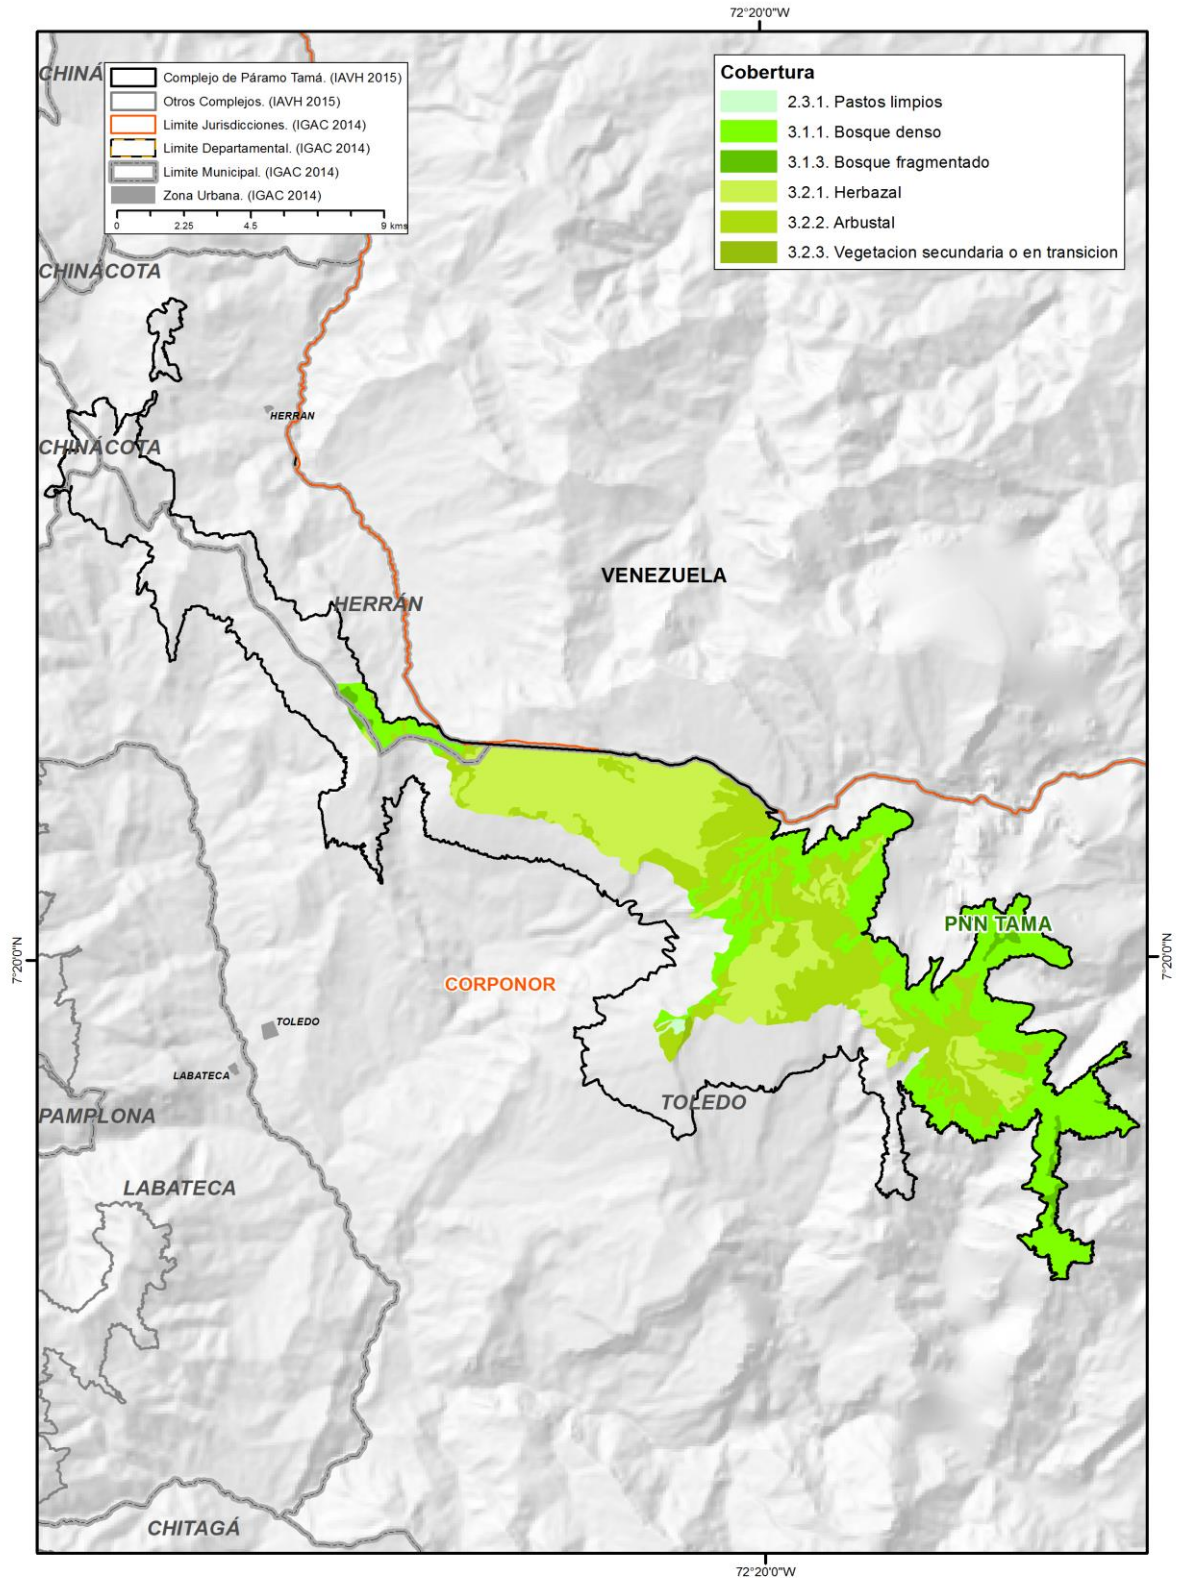 72°20'0"W
CHINÁ
Complejo de Páramo Tamá. (IAVH 2015)
Otros Complejos. (IAVH 2015)
Limite Jurisdicciones. (IGAC 2014)
Limite Departamental. (IGAC 2014)
Limite Municipal. (IGAC 2014)
Zona Urbana. (IGAC 2014)
0 2.25 4.5 9 kms
Cobertura
2.3.1. Pastos limpios
3.1.1. Bosque denso
3.1.3. Bosque fragmentado
3.2.1. Herbazal
3.2.2. Arbustal
3.2.3. Vegetacion secundaria o en transicion
CHINÁCOTA
HERRÁN
CHINÁCOTA
VENEZUELA
HERRÁN
PNN TAMA
7°20'0"N
7°20'0"N
CORPONOR
TOLEDO
LABATECA
TOLEDO
PAMPLONA
LABATECA
CHITAGÁ
72°20'0"W